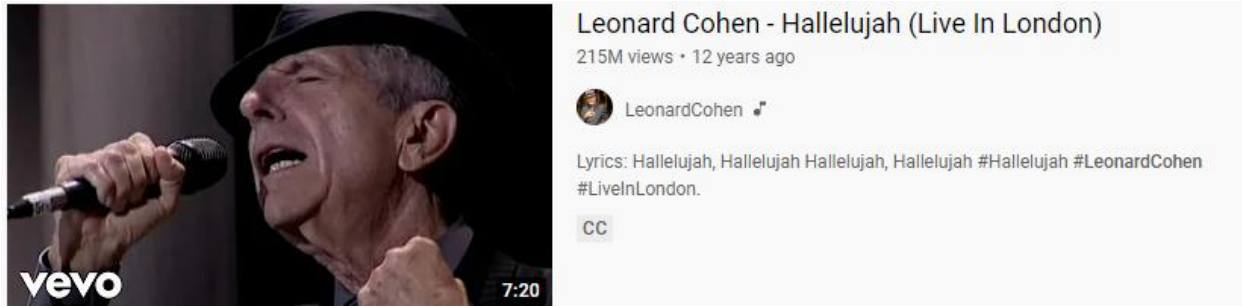 Leonard Cohen - Hallelujah (Live In London)
215M views • 12 years ago
LeonardCohen
Lyrics: Hallelujah, Hallelujah Hallelujah, Hallelujah #Hallelujah #LeonardCohen
#LiveInLondon.
CC
vevo
7:20